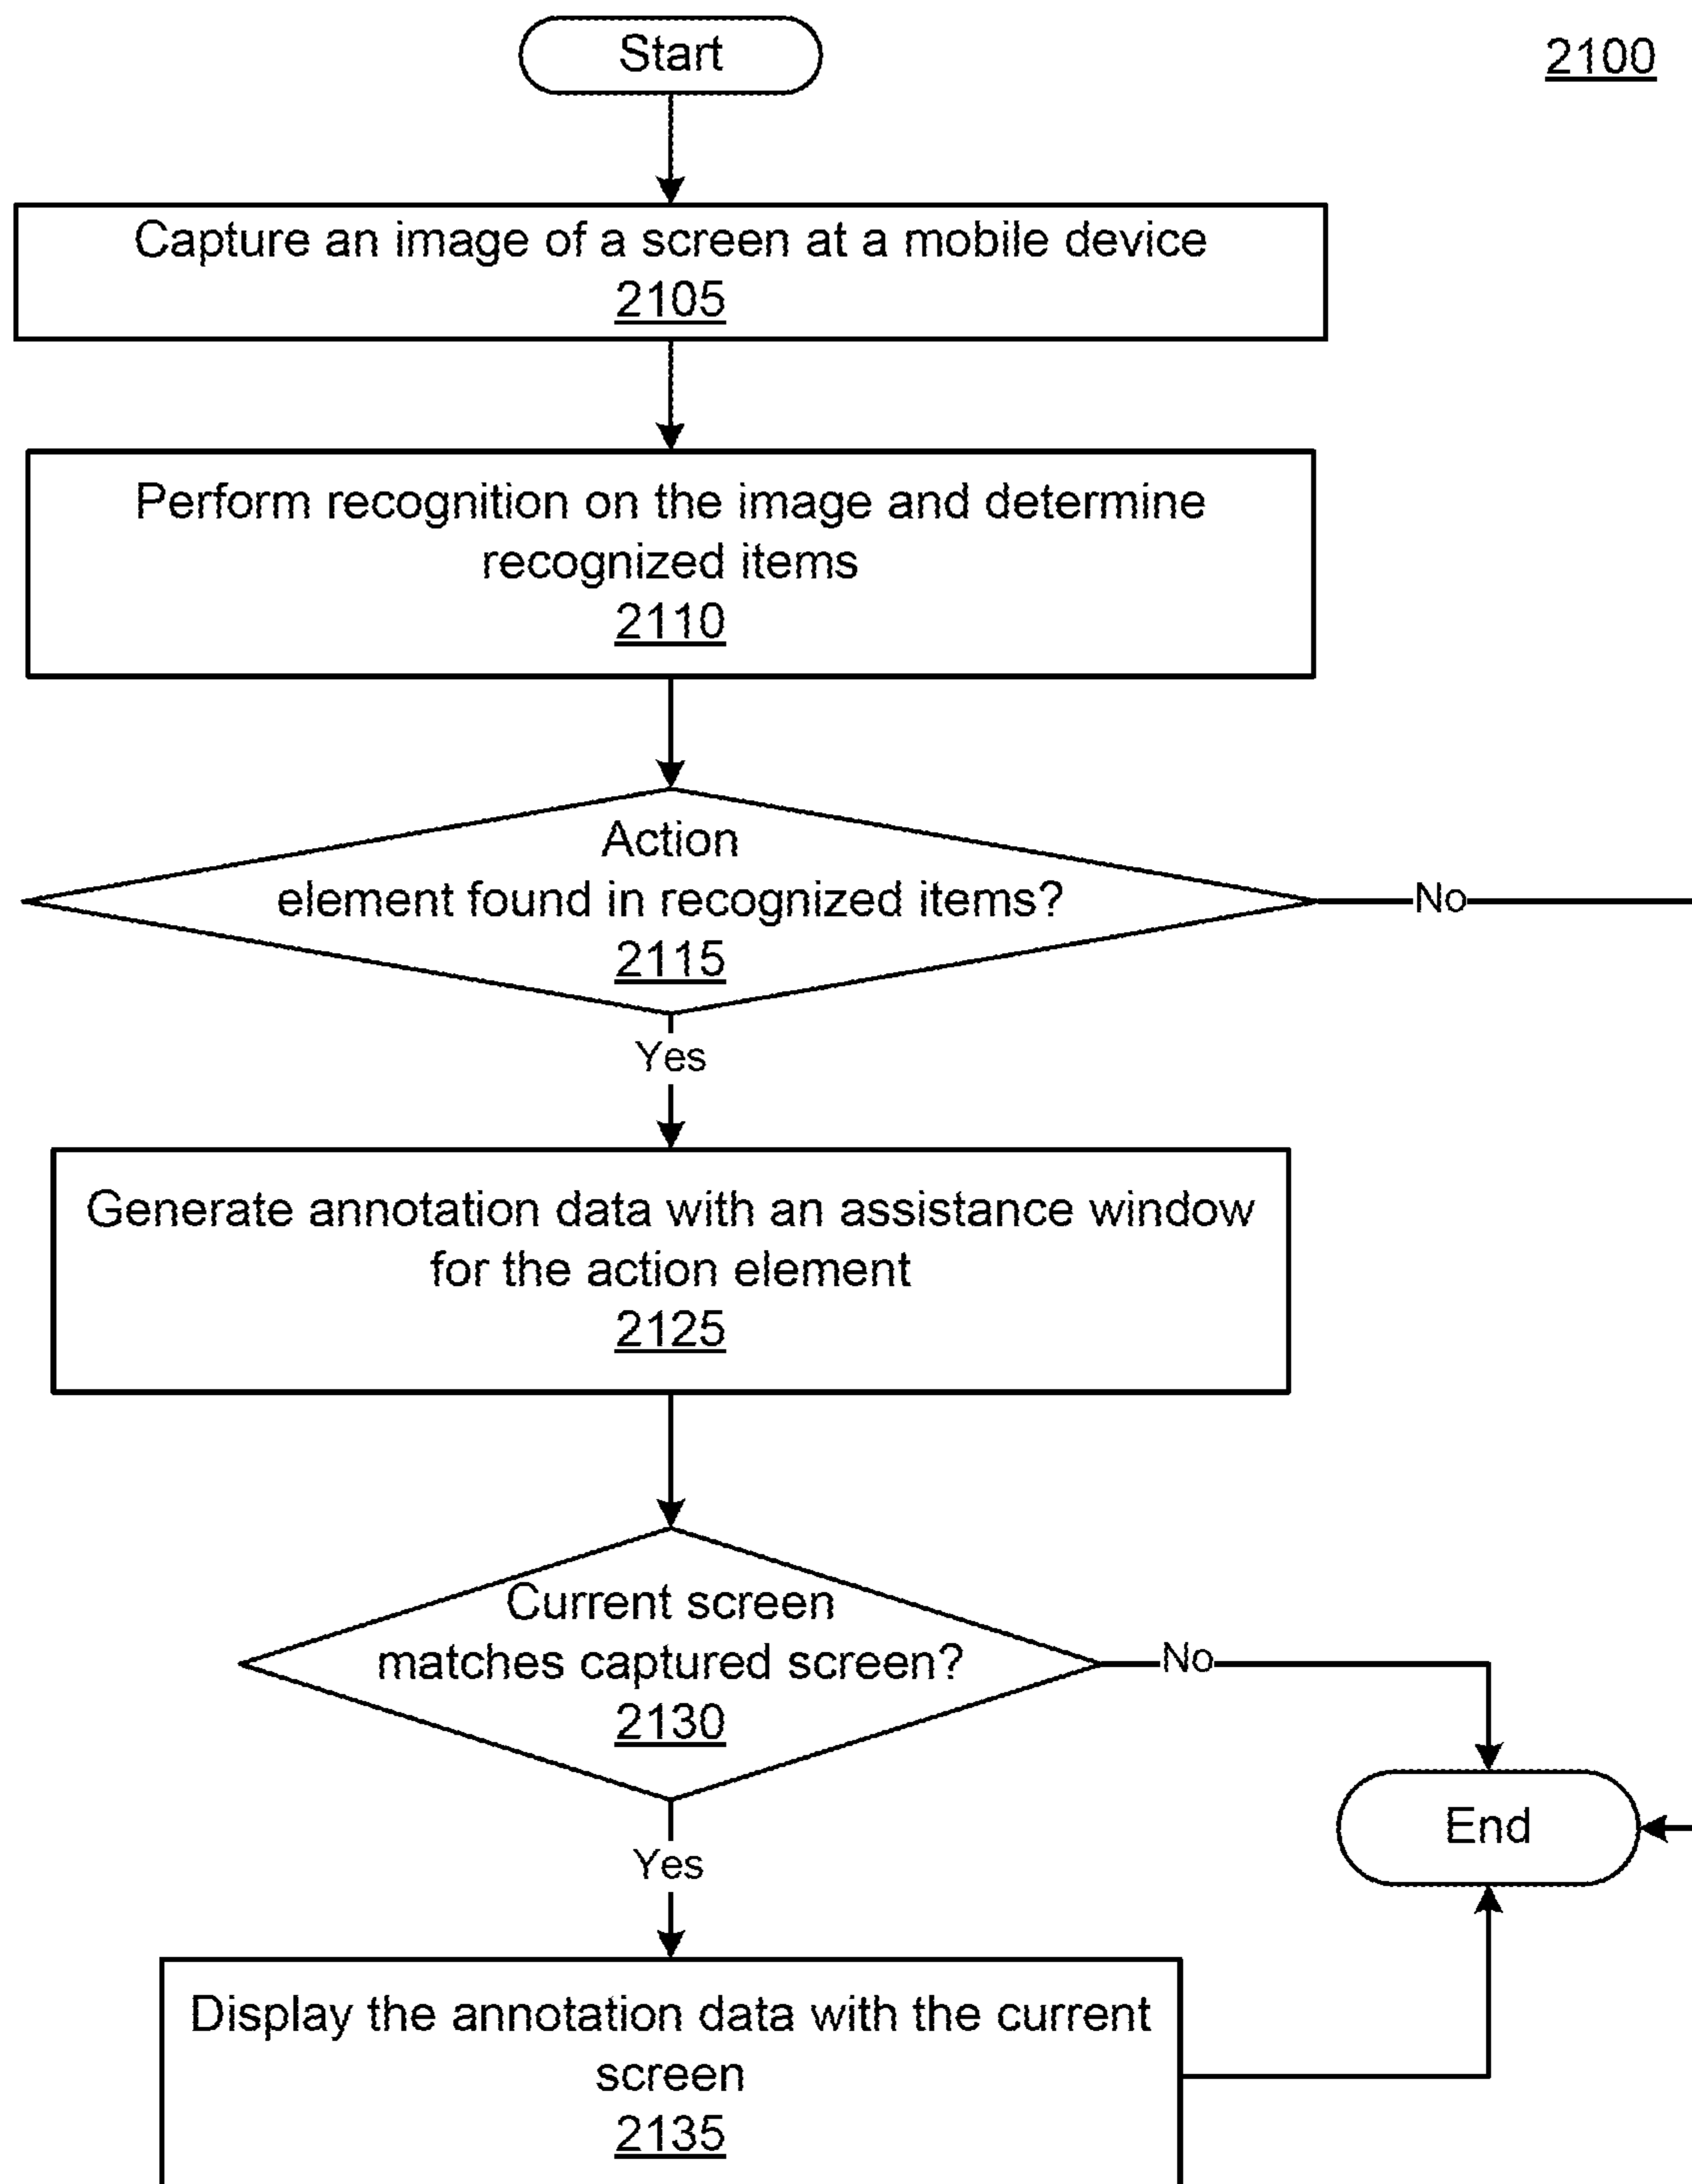 Start
2100
Capture an image of a screen at a mobile device
2105
Perform recognition on the image and determine
recognized items
2110
Action
element found in recognized items?
2115
No
Yes
Generate annotation data with an assistance window
for the action element
2125
Current screen
matches captured screen?
2130
No
End
Yes
Display the annotation data with the current
screen
2135